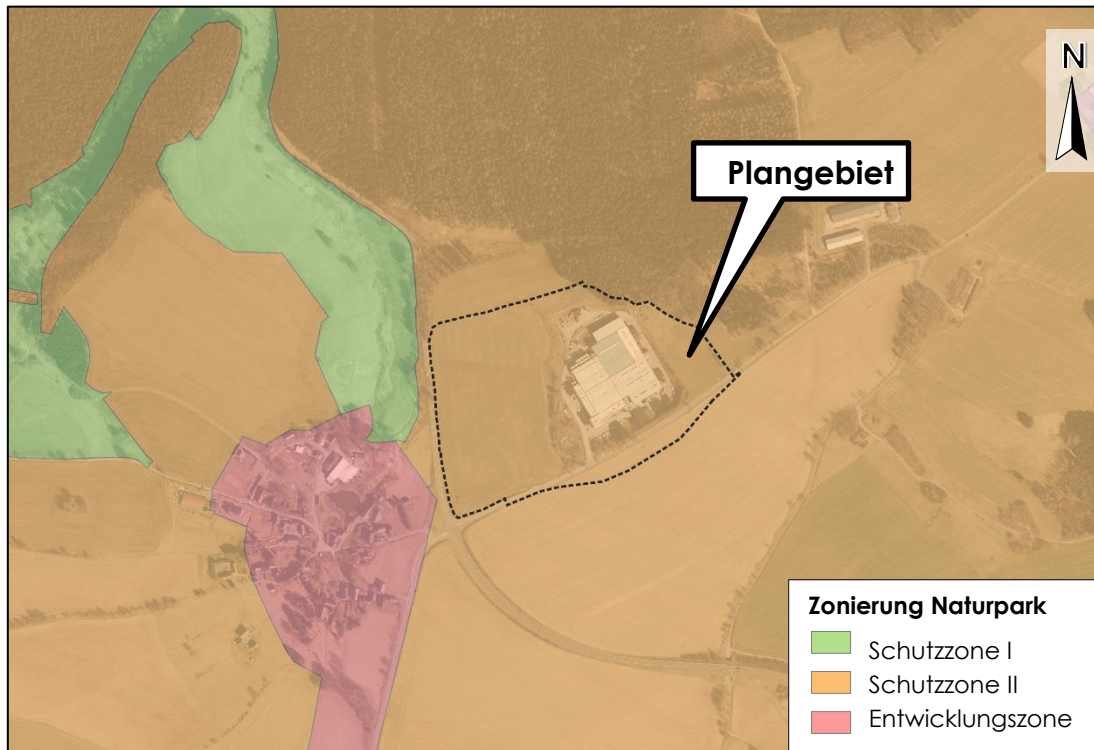 N
Plangebiet
Zonierung Naturpark
Schutzzone I
Schutzzone II
Entwicklungszone